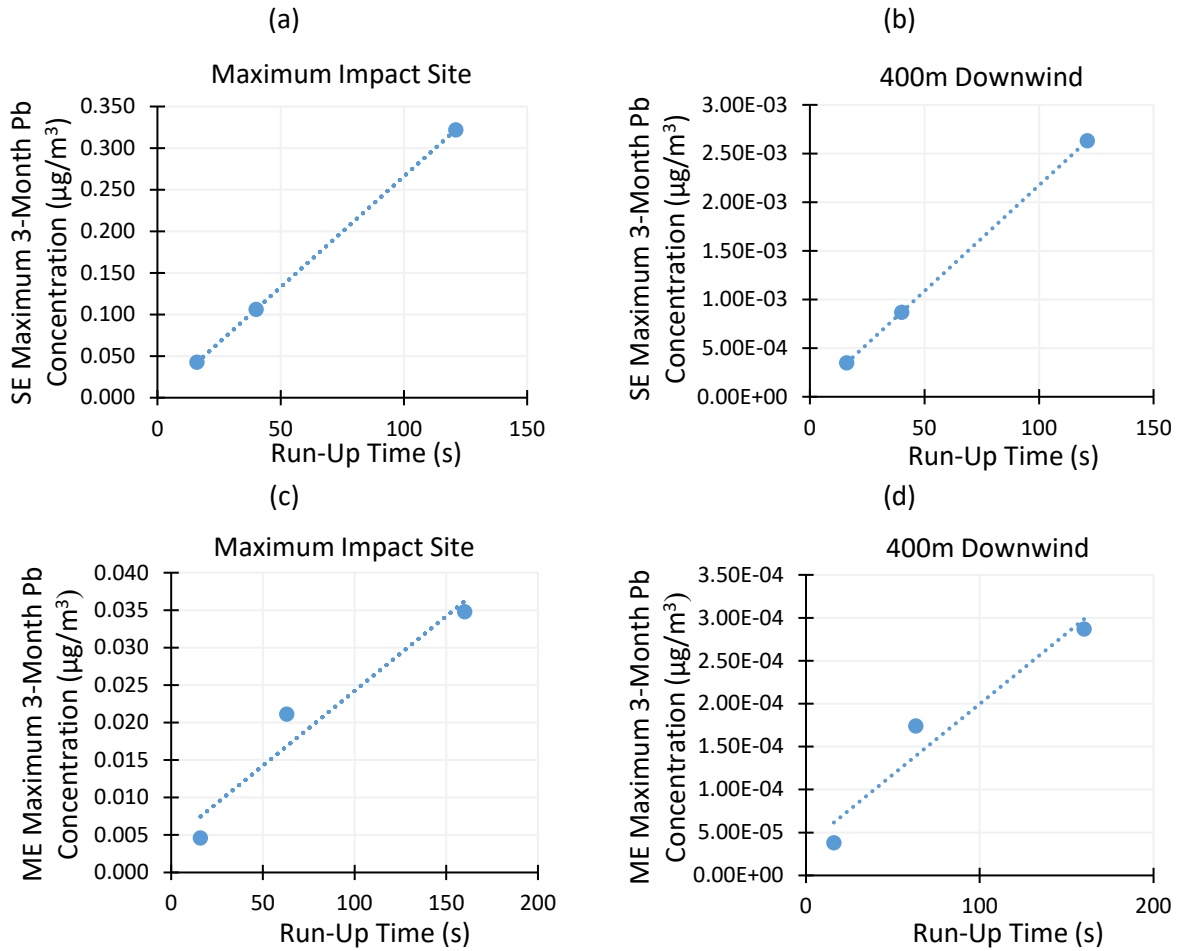 (a)
Maximum Impact Site
SE Maximum 3-Month Pb
Concentration (µg/m³)
0.350
0.300
0.250
0.200
0.150
0.100
0.050
0.000
0 50 100 150
Run-Up Time (s)
(b)
400m Downwind
SE Maximum 3-Month Pb
Concentration (µg/m³)
3.00E-03
2.50E-03
2.00E-03
1.50E-03
1.00E-03
5.00E-04
0.00E+00
0 50 100 150
Run-Up Time (s)
(c)
Maximum Impact Site
ME Maximum 3-Month Pb
Concentration (µg/m³)
0.040
0.035
0.030
0.025
0.020
0.015
0.010
0.005
0.000
0 50 100 150 200
Run-Up Time (s)
(d)
400m Downwind
ME Maximum 3-Month Pb
Concentration (µg/m³)
3.50E-04
3.00E-04
2.50E-04
2.00E-04
1.50E-04
1.00E-04
5.00E-05
0.00E+00
0 100 200
Run-Up Time (s)